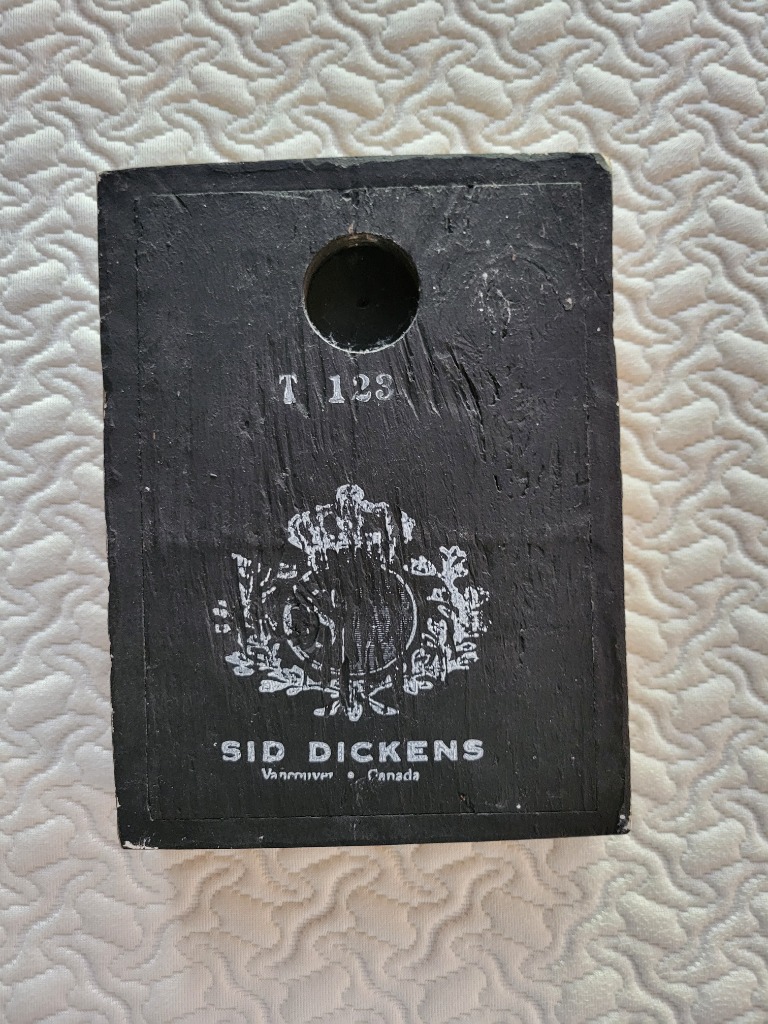 T 123
SID DICKENS
Vancouver • Canada